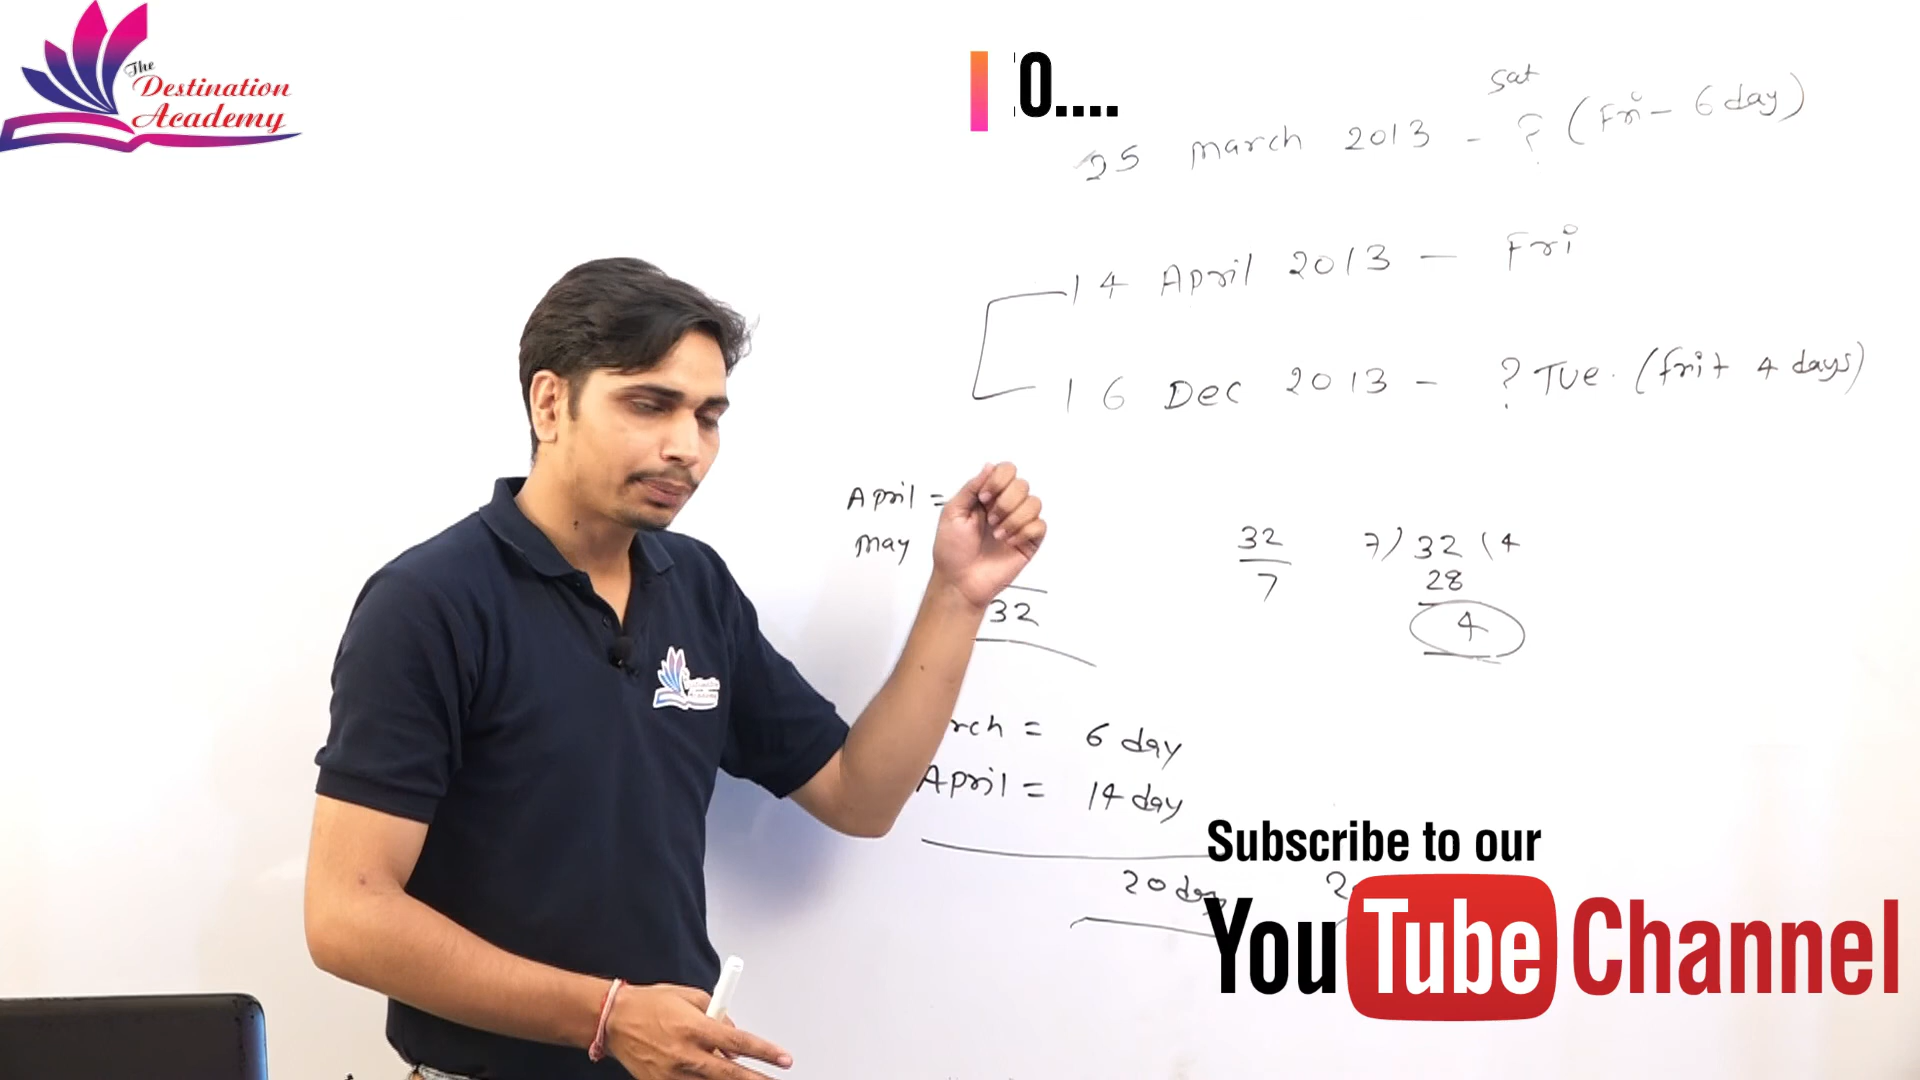 The
Destination
Academy
0....
Sat
25 march 2013 - ? (Fri - 6 day)
14 April 2013 - Fri
16 Dec 2013 - ? Tue. (fri + 4 days)
April =
may
32
32
7
7) 32 (4
28
4
rch = 6 day
April = 14 day
20 day
2
Subscribe to our
YouTube Channel